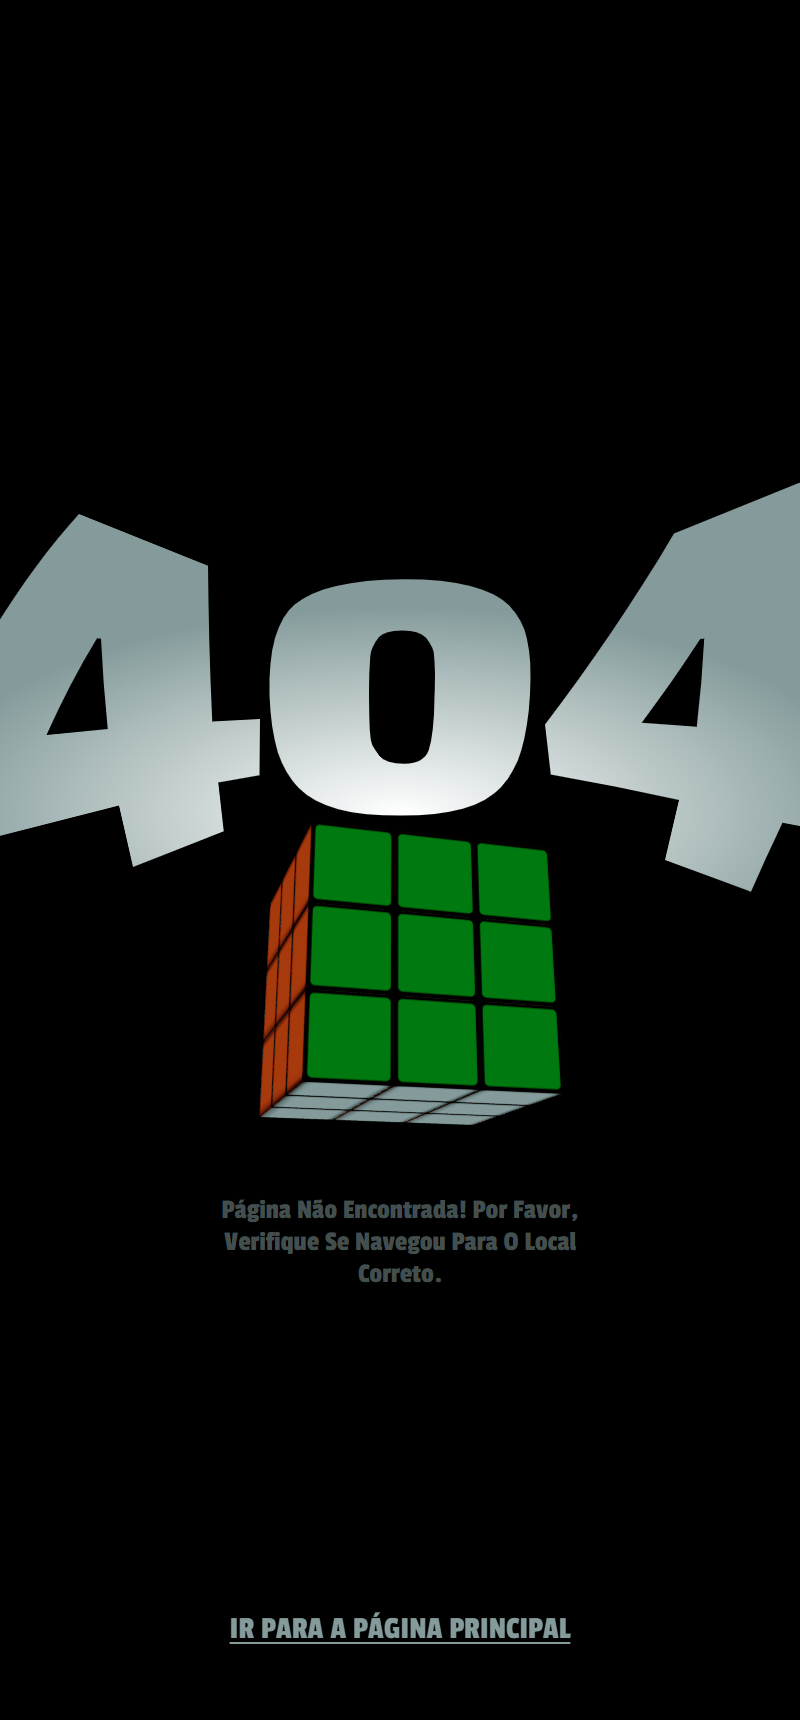 404
Página Não Encontrada! Por Favor,
Verifique Se Navegou Para O Local
Correto.
IR PARA A PÁGINA PRINCIPAL